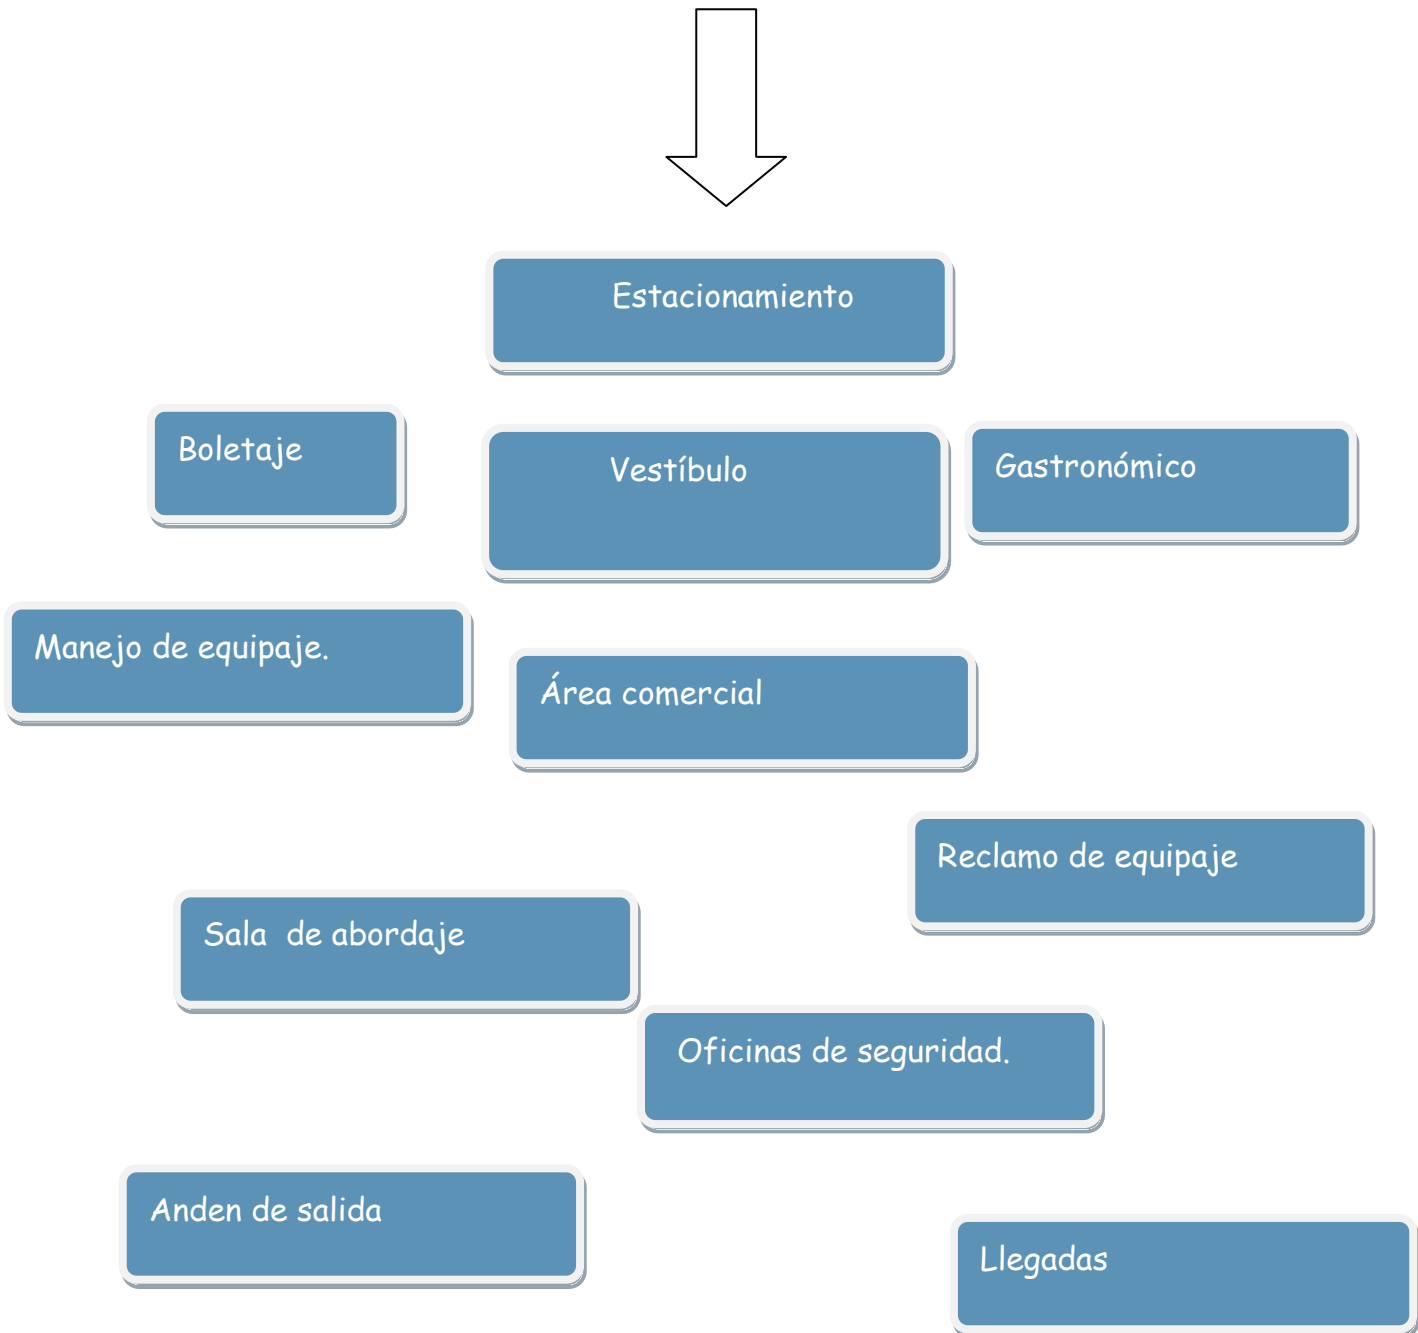 Estacionamiento
Boletaje
Vestíbulo
Gastronómico
Manejo de equipaje.
Área comercial
Reclamo de equipaje
Sala  de abordaje
Oficinas de seguridad.
Anden de salida
Llegadas